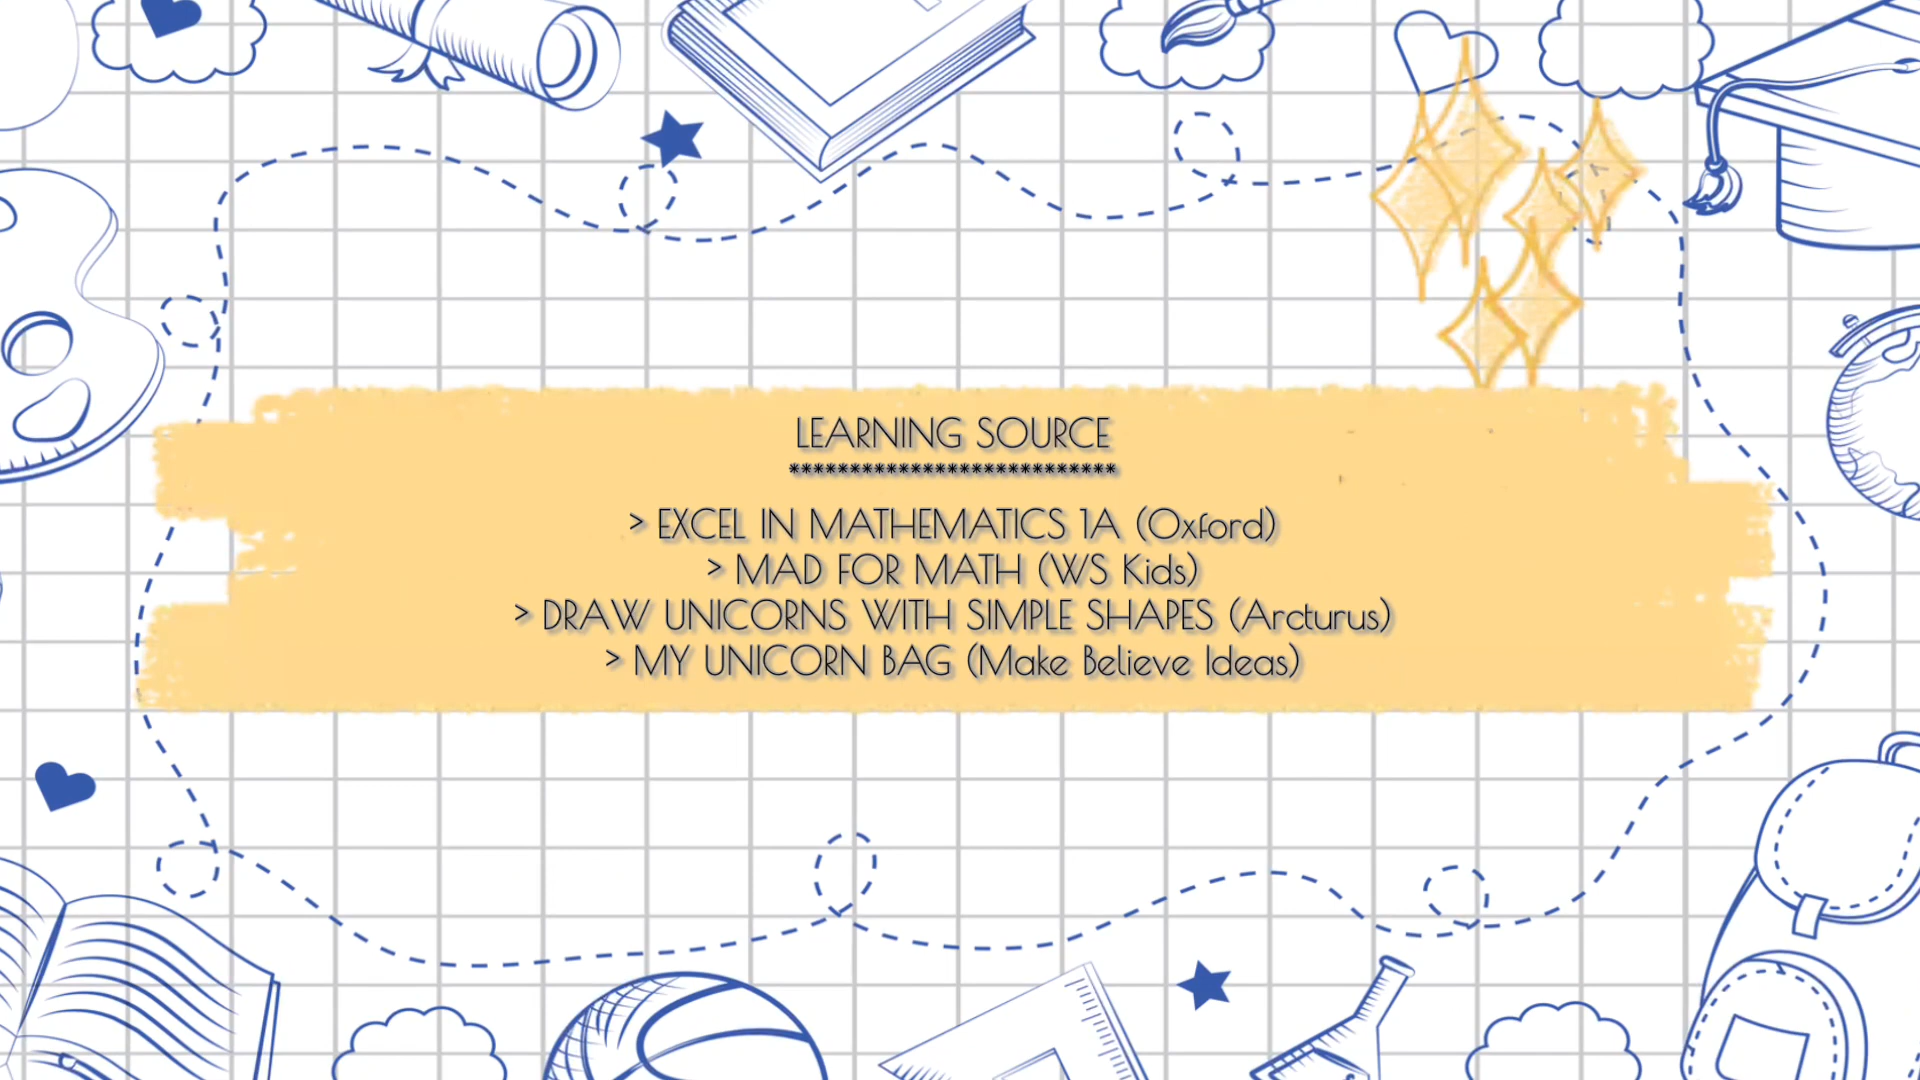 LEARNING SOURCE
***************************
> EXCEL IN MATHEMATICS 1A (Oxford)
> MAD FOR MATH (WS Kids)
> DRAW UNICORNS WITH SIMPLE SHAPES (Arcturus)
> MY UNICORN BAG (Make Believe Ideas)